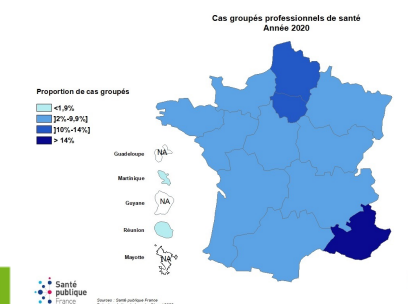 Cas groupés professionnels de santé
Année 2020
Proportion de cas groupés
<1,9%
]2%-9.9%]
]10%-14%]
> 14%
Guadeloupe NA
Martinique
Guyane NA
Réunion
Mayotte NA
Santé
publique
France
Sources: Santé publique France